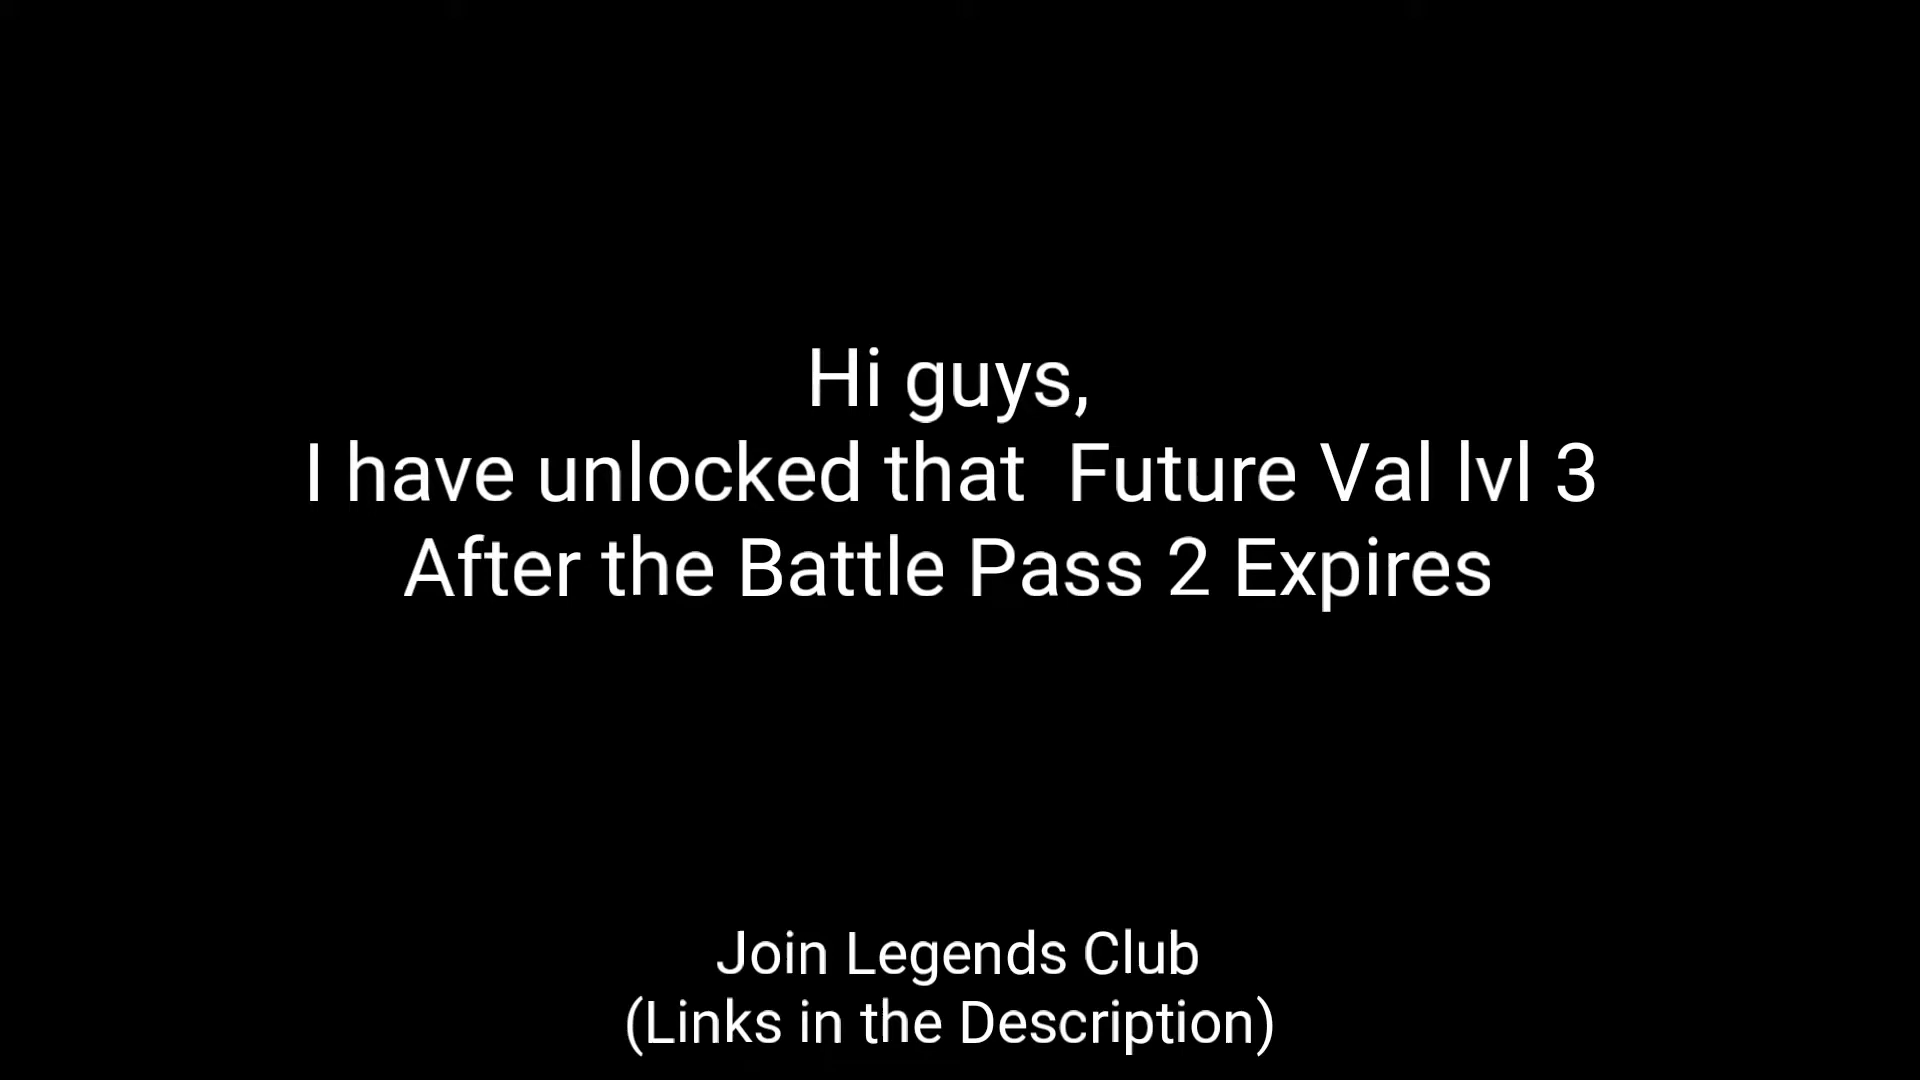 Hi guys,
I have unlocked that  Future Val lvl 3
After the Battle Pass 2 Expires
Join Legends Club
(Links in the Description)